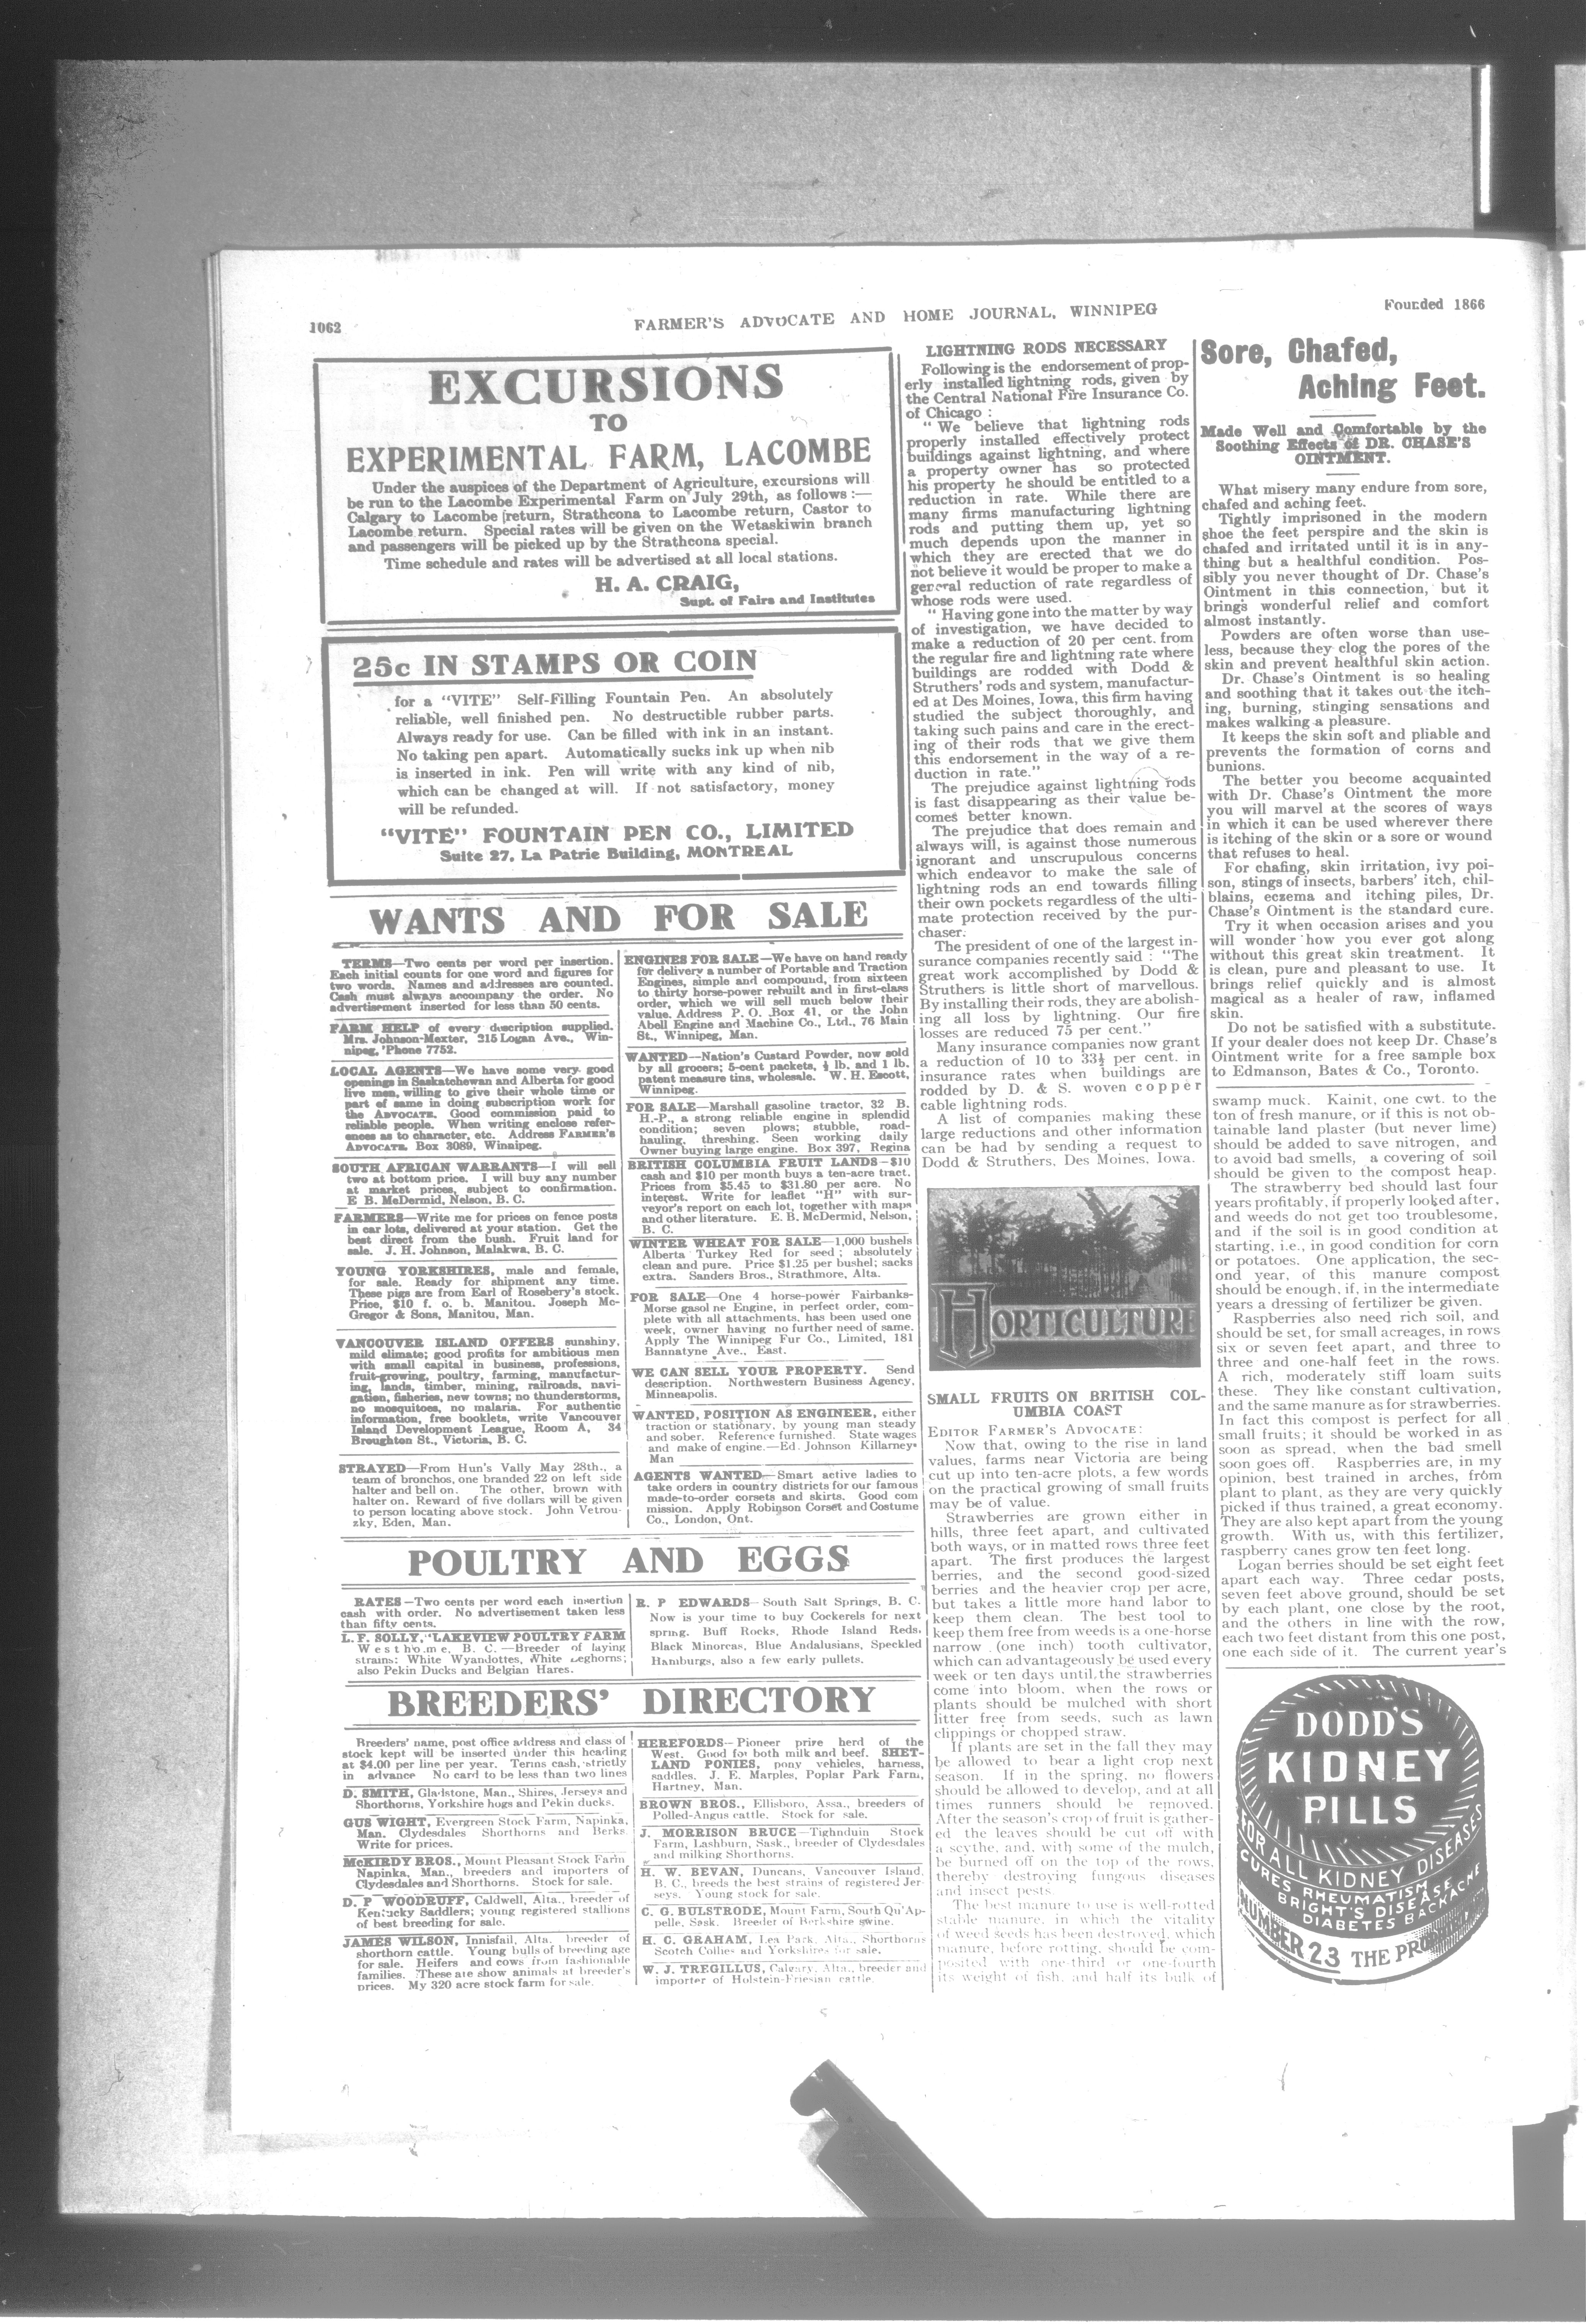 1062
FARMER'S ADVOCATE AND HOME JOURNAL, WINNIPEG
Founded 1866
EXCURSIONS
TO
EXPERIMENTAL FARM, LACOMBE
Under the auspices of the Department of Agriculture, excursions will
be run to the Lacombe Experimental Farm on July 29th, as follows:—
Calgary to Lacombe return, Strathcona to Lacombe return, Castor to
Lacombe return. Special rates will be given on the Wetaskiwin branch
and passengers will be picked up by the Strathcona special.
Time schedule and rates will be advertised at all local stations.
H. A. CRAIG,
Supt. of Fairs and Institutes
25c IN STAMPS OR COIN
for a "VITE" Self-Filling Fountain Pen. An absolutely
reliable, well finished pen. No destructible rubber parts.
Always ready for use. Can be filled with ink in an instant.
No taking pen apart. Automatically sucks ink up when nib
is inserted in ink. Pen will write with any kind of nib,
which can be changed at will. If not satisfactory, money
will be refunded.
"VITE" FOUNTAIN PEN CO., LIMITED
Suite 27, La Patrie Building, MONTREAL
WANTS AND FOR SALE
TERMS—Two cents per word per insertion.
Each initial counts for one word and figures for
two words. Names and addresses are counted.
Cash must always accompany the order. No
advertisement inserted for less than 50 cents.
FARM HELP of every description supplied.
Mrs. Johnson-Mexter, 215 Logan Ave., Win-
nipeg, 'Phone 7752.
LOCAL AGENTS—We have some very good
openings in Saskatchewan and Alberta for good
live men, willing to give their whole time or
part of same in doing subscription work for
the ADVOCATE. Good commission paid to
reliable people. When writing enclose refer-
ences as to character, etc. Address FARMER'S
ADVOCATE. Box 3089, Winnipeg.
SOUTH AFRICAN WARRANTS—I will sell
two at bottom price. I will buy any number
at market prices, subject to confirmation.
E B. McDermid, Nelson, B. C.
FARMERS—Write me for prices on fence posts
in car lots, delivered at your station. Get the
best direct from the bush. Fruit land for
sale. J. H. Johnson, Malakwa, B. C.
YOUNG YORKSHIRES, male and female,
for sale. Ready for shipment any time.
These pigs are from Earl of Rosebery's stock.
Price, $10 f. o. b. Manitou. Joseph Mc-
Gregor & Sons, Manitou, Man.
VANCOUVER ISLAND OFFERS sunshiny,
mild climate; good profits for ambitious men
with small capital in business, professions,
fruit-growing, poultry, farming, manufactur-
ing, lands, timber, mining, railroads, navi-
gation, fisheries, new towns; no thunderstorms,
no mosquitoes, no malaria. For authentic
information, free booklets, write Vancouver
Island Development League, Room A, 34
Broughton St., Victoria, B. C.
STRAYED—From Hun's Vally May 28th., a
team of bronchos, one branded 22 on left side
halter and bell on. The other, brown with
halter on. Reward of five dollars will be given
to person locating above stock. John Vetrou-
zky, Eden, Man.
ENGINES FOR SALE—We have on hand ready
for delivery a number of Portable and Traction
Engines, simple and compound, from sixteen
to thirty horse-power rebuilt and in first-class
order, which we will sell much below their
value. Address P. O. Box 41, or the John
Abell Engine and Machine Co., Ltd., 76 Main
St., Winnipeg, Man.
WANTED—Nation's Custard Powder, now sold
by all grocers; 5-cent packets, ½ lb. and 1 lb.
patent measure tins, wholesale. W. H. Escott,
Winnipeg.
FOR SALE—Marshall gasoline tractor, 32 B.
H.-P., a strong reliable engine in splendid
condition; seven plows; stubble, road-
hauling, threshing. Seen working daily
Owner buying large engine. Box 397, Regina
BRITISH COLUMBIA FRUIT LANDS—$10
cash and $10 per month buys a ten-acre tract.
Prices from $5.45 to $31.80 per acre. No
interest. Write for leaflet "H" with sur-
veyor's report on each lot, together with maps
and other literature. E. B. McDermid, Nelson,
B. C.
WINTER WHEAT FOR SALE—1,000 bushels
Alberta Turkey Red for seed; absolutely
clean and pure. Price $1.25 per bushel; sacks
extra. Sanders Bros., Strathmore, Alta.
FOR SALE—One 4 horse-power Fairbanks-
Morse gasol ne Engine, in perfect order, com-
plete with all attachments, has been used one
week, owner having no further need of same.
Apply The Winnipeg Fur Co., Limited, 181
Bannatyne Ave., East.
WE CAN SELL YOUR PROPERTY. Send
description. Northwestern Business Agency,
Minneapolis.
WANTED, POSITION AS ENGINEER, either
traction or stationary, by young man steady
and sober. Reference furnished. State wages
and make of engine.—Ed. Johnson Killarney,
Man
AGENTS WANTED—Smart active ladies to
take orders in country districts for our famous
made-to-order corsets and skirts. Good com
mission. Apply Robinson Corset and Costume
Co., London, Ont.
POULTRY AND EGGS
RATES—Two cents per word each insertion
cash with order. No advertisement taken less
than fifty cents.
L. F. SOLLY, "LAKEVIEW POULTRY FARM
Westholme, B. C.—Breeder of laying
strains: White Wyandottes, White Leghorns;
also Pekin Ducks and Belgian Hares.
R. P EDWARDS—South Salt Springs, B. C.
Now is your time to buy Cockerels for next
spring. Buff Rocks, Rhode Island Reds,
Black Minorcas, Blue Andalusians, Speckled
Hamburgs, also a few early pullets.
BREEDERS' DIRECTORY
Breeders' name, post office address and class of
stock kept will be inserted under this heading
at $4.00 per line per year. Terms cash, strictly
in advance No card to be less than two lines
D. SMITH, Gladstone, Man., Shires, Jerseys and
Shorthorns, Yorkshire hogs and Pekin ducks.
GUS WIGHT, Evergreen Stock Farm, Napinka,
Man. Clydesdales Shorthorns and Berks.
Write for prices.
McKIRDY BROS., Mount Pleasant Stock Farm
Napinka, Man., breeders and importers of
Clydesdales and Shorthorns. Stock for sale.
D. P WOODRUFF, Caldwell, Alta., breeder of
Kentucky Saddlers; young registered stallions
of best breeding for sale.
JAMES WILSON, Innisfail, Alta. breeder of
shorthorn cattle. Young bulls of breeding age
for sale. Heifers and cows from fashionable
families. These are show animals at breeder's
prices. My 320 acre stock farm for sale.
HEREFORDS—Pioneer prize herd of the
West. Good for both milk and beef. SHET-
LAND PONIES, pony vehicles, harness,
saddles. J. E. Marples, Poplar Park Farm,
Hartney, Man.
BROWN BROS., Ellisboro, Assa., breeders of
Polled-Angus cattle. Stock for sale.
J. MORRISON BRUCE—Tighnduin Stock
Farm, Lashburn, Sask., breeder of Clydesdales
and milking Shorthorns.
H. W. BEVAN, Duncans, Vancouver Island,
B. C., breeds the best strains of registered Jer-
seys. Young stock for sale.
C. G. BULSTRODE, Mount Farm, South Qu'Ap-
pelle, Sask. Breeder of Berkshire swine.
H. C. GRAHAM, Lea Park, Alta., Shorthorns
Scotch Collies and Yorkshires for sale.
W. J. TREGILLUS, Calgary, Alta., breeder and
importer of Holstein-Friesian cattle.
LIGHTNING RODS NECESSARY
Following is the endorsement of prop-
erly installed lightning rods, given by
the Central National Fire Insurance Co.
of Chicago:
"We believe that lightning rods
properly installed effectively protect
buildings against lightning, and where
a property owner has so protected
his property he should be entitled to a
reduction in rate. While there are
many firms manufacturing lightning
rods and putting them up, yet so
much depends upon the manner in
which they are erected that we do
not believe it would be proper to make a
general reduction of rate regardless of
whose rods were used.
"Having gone into the matter by way
of investigation, we have decided to
make a reduction of 20 per cent. from
the regular fire and lightning rate where
buildings are rodded with Dodd &
Struthers' rods and system, manufactur-
ed at Des Moines, Iowa, this firm having
studied the subject thoroughly, and
taking such pains and care in the erect-
ing of their rods that we give them
this endorsement in the way of a re-
duction in rate."
The prejudice against lightning rods
is fast disappearing as their value be-
comes better known.
The prejudice that does remain and
always will, is against those numerous
ignorant and unscrupulous concerns
which endeavor to make the sale of
lightning rods an end towards filling
their own pockets regardless of the ulti-
mate protection received by the pur-
chaser.
The president of one of the largest in-
surance companies recently said: "The
great work accomplished by Dodd &
Struthers is little short of marvellous.
By installing their rods, they are abolish-
ing all loss by lightning. Our fire
losses are reduced 75 per cent."
Many insurance companies now grant
a reduction of 10 to 33⅓ per cent. in
insurance rates when buildings are
rodded by D. & S. woven copper
cable lightning rods.
A list of companies making these
large reductions and other information
can be had by sending a request to
Dodd & Struthers, Des Moines, Iowa.
HORTICULTURE
SMALL FRUITS ON BRITISH COL-
UMBIA COAST
EDITOR FARMER'S ADVOCATE:
Now that, owing to the rise in land
values, farms near Victoria are being
cut up into ten-acre plots, a few words
on the practical growing of small fruits
may be of value.
Strawberries are grown either in
hills, three feet apart, and cultivated
both ways, or in matted rows three feet
apart. The first produces the largest
berries, and the second good-sized
berries and the heavier crop per acre,
but takes a little more hand labor to
keep them clean. The best tool to
keep them free from weeds is a one-horse
narrow (one inch) tooth cultivator,
which can advantageously be used every
week or ten days until the strawberries
come into bloom, when the rows or
plants should be mulched with short
litter free from seeds, such as lawn
clippings or chopped straw.
If plants are set in the fall they may
be allowed to bear a light crop next
season. If in the spring, no flowers
should be allowed to develop, and at all
times runners should be removed.
After the season's crop of fruit is gather-
ed the leaves should be cut off with
a scythe, and, with some of the mulch,
be burned off on the top of the rows,
thereby destroying fungous diseases
and insect pests
The best manure to use is well-rotted
stable manure, in which the vitality
of weed seeds has been destroyed, which
manure, before rotting, should be com-
posited with one-third or one-fourth
its weight of fish, and half its bulk of
Sore, Chafed,
Aching Feet.
Made Well and Comfortable by the
Soothing Effects of DR. CHASE'S
OINTMENT.
What misery many endure from sore,
chafed and aching feet.
Tightly imprisoned in the modern
shoe the feet perspire and the skin is
chafed and irritated until it is in any-
thing but a healthful condition. Pos-
sibly you never thought of Dr. Chase's
Ointment in this connection, but it
brings wonderful relief and comfort
almost instantly.
Powders are often worse than use-
less, because they clog the pores of the
skin and prevent healthful skin action.
Dr. Chase's Ointment is so healing
and soothing that it takes out the itch-
ing, burning, stinging sensations and
makes walking a pleasure.
It keeps the skin soft and pliable and
prevents the formation of corns and
bunions.
The better you become acquainted
with Dr. Chase's Ointment the more
you will marvel at the scores of ways
in which it can be used wherever there
is itching of the skin or a sore or wound
that refuses to heal.
For chafing, skin irritation, ivy poi-
son, stings of insects, barbers' itch, chil-
blains, eczema and itching piles, Dr.
Chase's Ointment is the standard cure.
Try it when occasion arises and you
will wonder how you ever got along
without this great skin treatment. It
is clean, pure and pleasant to use. It
brings relief quickly and is almost
magical as a healer of raw, inflamed
skin.
Do not be satisfied with a substitute.
If your dealer does not keep Dr. Chase's
Ointment write for a free sample box
to Edmanson, Bates & Co., Toronto.
swamp muck. Kainit, one cwt. to the
ton of fresh manure, or if this is not ob-
tainable land plaster (but never lime)
should be added to save nitrogen, and
to avoid bad smells, a covering of soil
should be given to the compost heap.
The strawberry bed should last four
years profitably, if properly looked after,
and weeds do not get too troublesome,
and if the soil is in good condition at
starting, i.e., in good condition for corn
or potatoes. One application, the sec-
ond year, of this manure compost
should be enough, if, in the intermediate
years a dressing of fertilizer be given.
Raspberries also need rich soil, and
should be set, for small acreages, in rows
six or seven feet apart, and three to
three and one-half feet in the rows.
A rich, moderately stiff loam suits
these. They like constant cultivation,
and the same manure as for strawberries.
In fact this compost is perfect for all
small fruits; it should be worked in as
soon as spread, when the bad smell
soon goes off. Raspberries are, in my
opinion, best trained in arches, from
plant to plant, as they are very quickly
picked if thus trained, a great economy.
They are also kept apart from the young
growth. With us, with this fertilizer,
raspberry canes grow ten feet long.
Logan berries should be set eight feet
apart each way. Three cedar posts,
seven feet above ground, should be set
by each plant, one close by the root,
and the others in line with the row,
each two feet distant from this one post,
one each side of it. The current year's
DODD'S
KIDNEY
PILLS
FOR ALL KIDNEY DISEASES
CURES RHEUMATISM
BRIGHT'S DISEASE
DIABETES BACKACHE
NUMBER 23 THE PRO